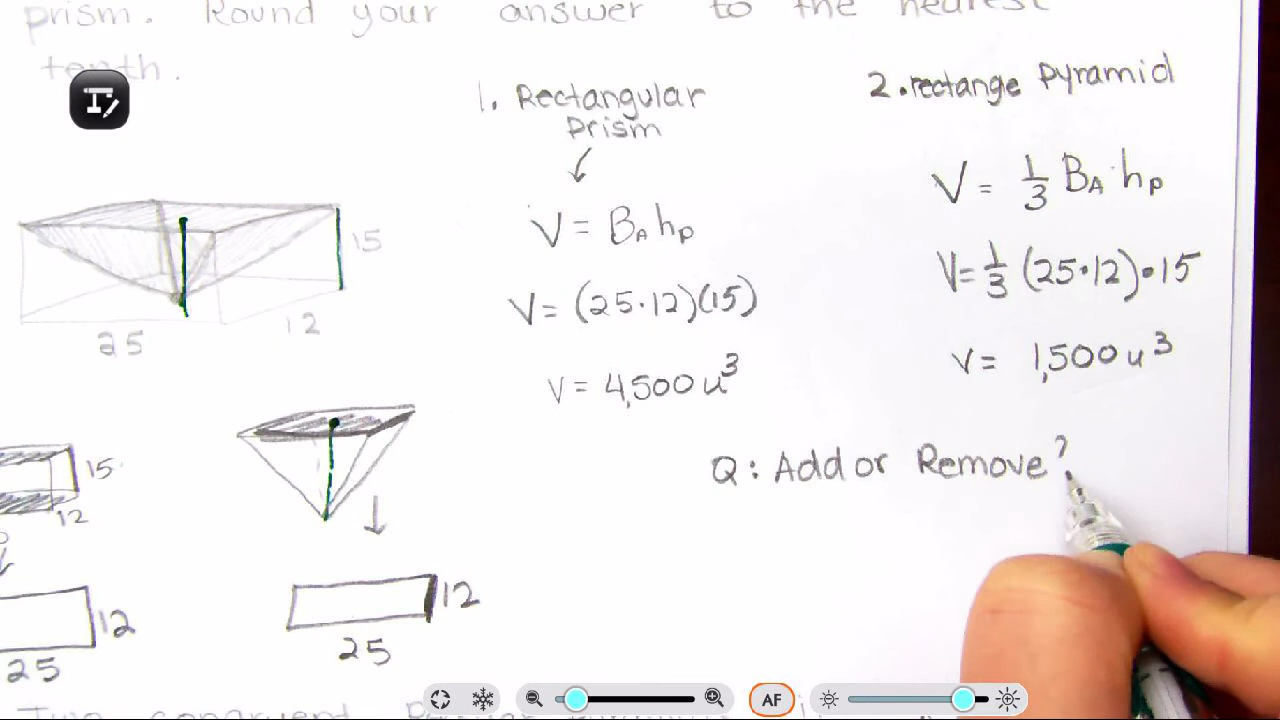 prism. Round your answer to the nearest
tenth.
1. Rectangular
Prism
V = B_A h_p
V = (25·12)(15)
V = 4,500 u³
2. rectange Pyramid
V = 1/3 B_A · h_p
V = 1/3 (25·12)·15
V = 1,500 u³
15
25
12
15
12
12
25
12
25
Q: Add or Remove?
Two congruent